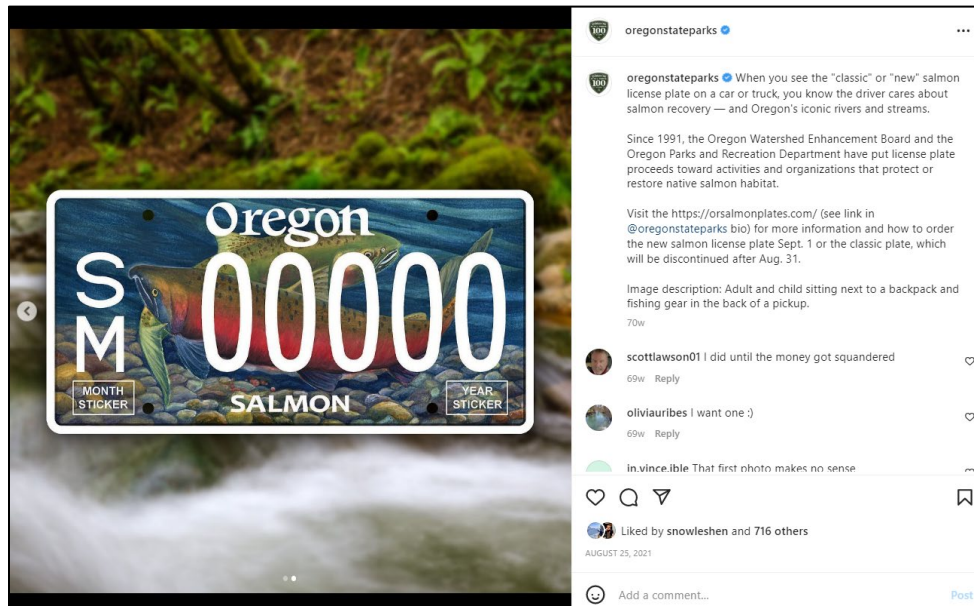 Oregon
SM
00000
MONTH
STICKER
SALMON
YEAR
STICKER
100
oregonstateparks
100
oregonstateparks When you see the "classic" or "new" salmon
license plate on a car or truck, you know the driver cares about
salmon recovery — and Oregon's iconic rivers and streams.
Since 1991, the Oregon Watershed Enhancement Board and the
Oregon Parks and Recreation Department have put license plate
proceeds toward activities and organizations that protect or
restore native salmon habitat.
Visit the https://orsalmonplates.com/ (see link in
@oregonstateparks bio) for more information and how to order
the new salmon license plate Sept. 1 or the classic plate, which
will be discontinued after Aug. 31.
Image description: Adult and child sitting next to a backpack and
fishing gear in the back of a pickup.
70w
scottlawson01 I did until the money got squandered
69w Reply
oliviauribes I want one :)
69w Reply
in.vince.ible That first photo makes no sense
Liked by snowleshen and 716 others
AUGUST 25, 2021
Add a comment...
Post